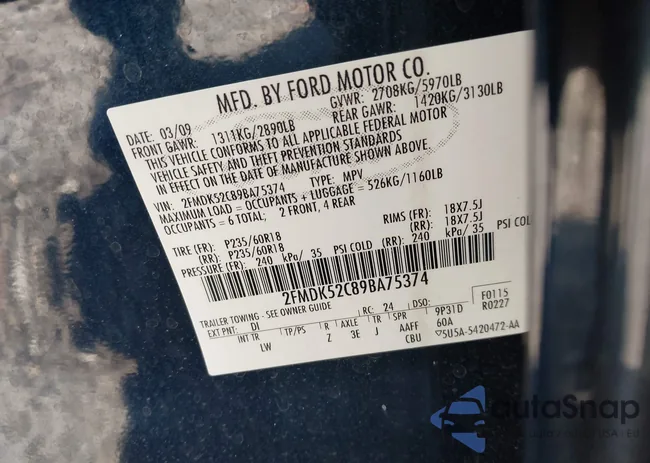 MFD. BY FORD MOTOR CO.
DATE: 03/09 GVWR: 2708KG/5970LB
FRONT GAWR: 1311KG/2890LB REAR GAWR: 1420KG/3130LB
THIS VEHICLE CONFORMS TO ALL APPLICABLE FEDERAL MOTOR
VEHICLE SAFETY AND THEFT PREVENTION STANDARDS
IN EFFECT ON THE DATE OF MANUFACTURE SHOWN ABOVE.
VIN: 2FMDK52C89BA75374 TYPE: MPV
MAXIMUM LOAD = OCCUPANTS + LUGGAGE = 526KG/1160LB
OCCUPANTS = 6 TOTAL; 2 FRONT, 4 REAR
TIRE (FR): P235/60R18 RIMS (FR): 18X7.5J
(RR): P235/60R18 (RR): 18X7.5J
PRESSURE (FR): 240 kPa/ 35 PSI COLD (RR): 240 kPa/ 35 PSI COLD
2FMDK52C89BA75374
TRAILER TOWING - SEE OWNER GUIDE
EXT PNT: DI RC: 24 DSO: F0115
INT TR TP/PS R AXLE TR SPR 9P31D R0227
LW Z 3E J AAFF 60A
CBU 5U5A-5420472-AA
autoSnap
USA - EU